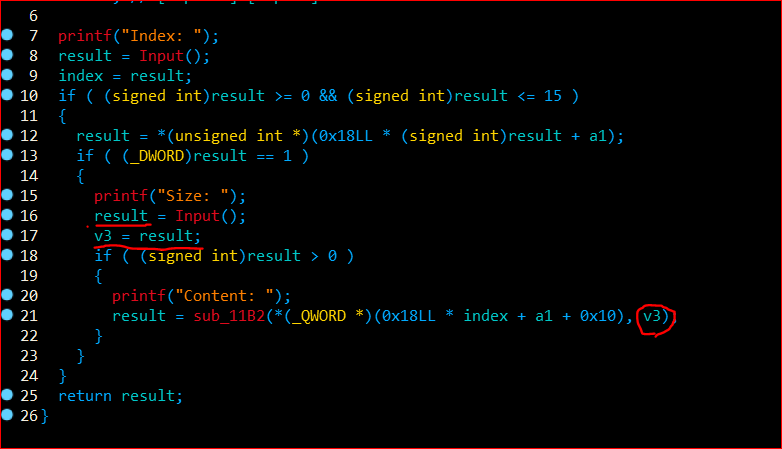 6
7 printf("Index: ");
8 result = Input();
9 index = result;
10 if ( (signed int)result >= 0 && (signed int)result <= 15 )
11 {
12 result = *(unsigned int *)(0x18LL * (signed int)result + a1);
13 if ( (_DWORD)result == 1 )
14 {
15 printf("Size: ");
16 result = Input();
17 v3 = result;
18 if ( (signed int)result > 0 )
19 {
20 printf("Content: ");
21 result = sub_11B2(*(_QWORD *)(0x18LL * index + a1 + 0x10), v3)
22 }
23 }
24 }
25 return result;
26 }